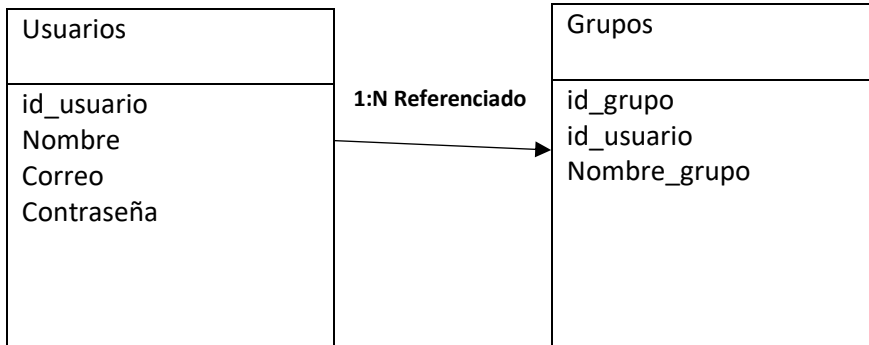 Usuarios
id_usuario
Nombre
Correo
Contraseña
1:N Referenciado
Grupos
id_grupo
id_usuario
Nombre_grupo